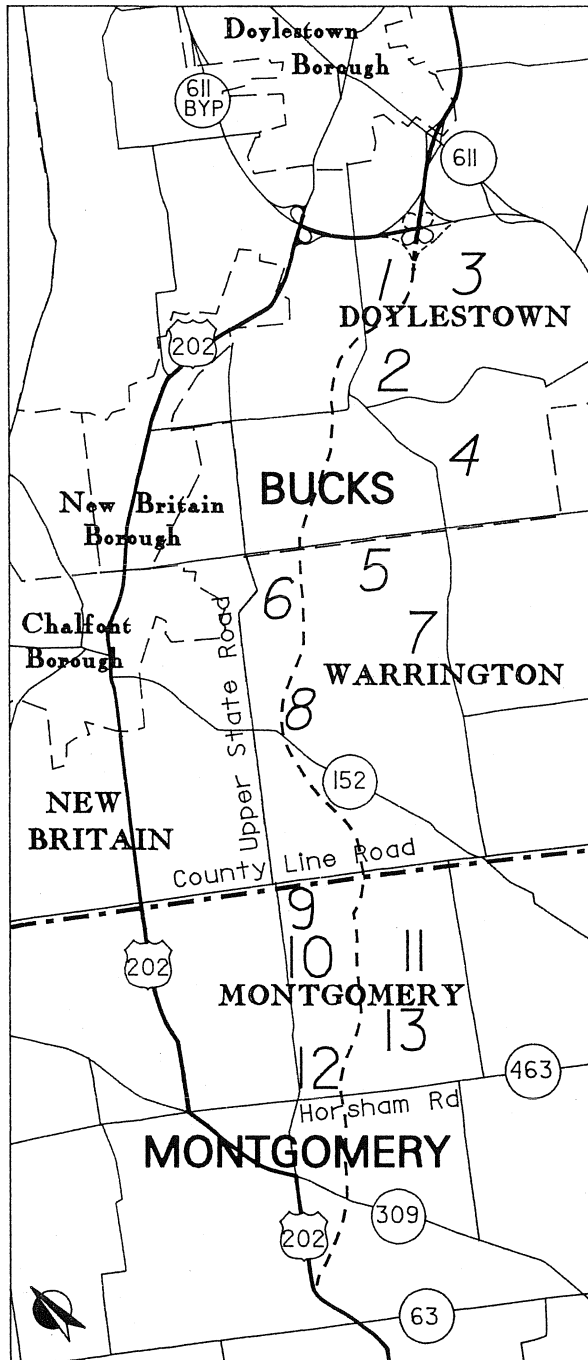 Doylestown
Borough
611
BYP
611
1
3
DOYLESTOWN
202
2
4
BUCKS
New Britain
Borough
5
6
Chalfont
Borough
7
WARRINGTON
Upper State Road
8
152
NEW
BRITAIN
County Line Road
9
10
11
202
MONTGOMERY
13
12
463
Horsham Rd
MONTGOMERY
309
202
63